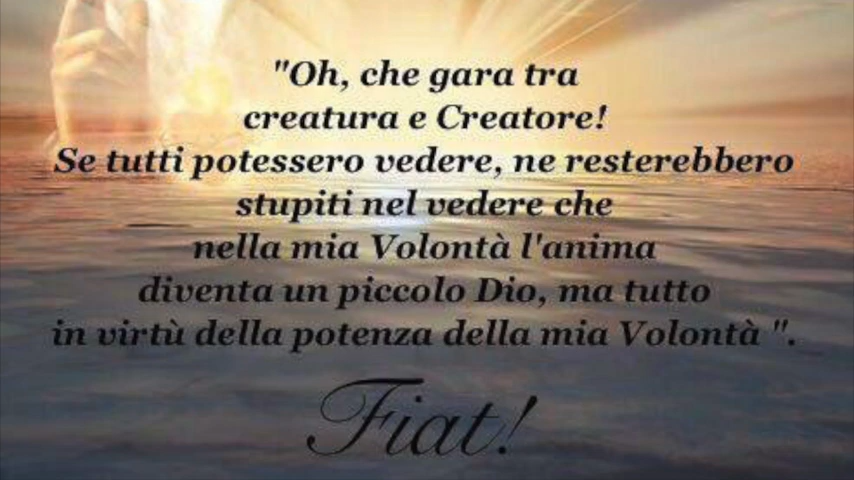 "Oh, che gara tra
creatura e Creatore!
Se tutti potessero vedere, ne resterebbero
stupiti nel vedere che
nella mia Volontà l'anima
diventa un piccolo Dio, ma tutto
in virtù della potenza della mia Volontà ".
Fiat!